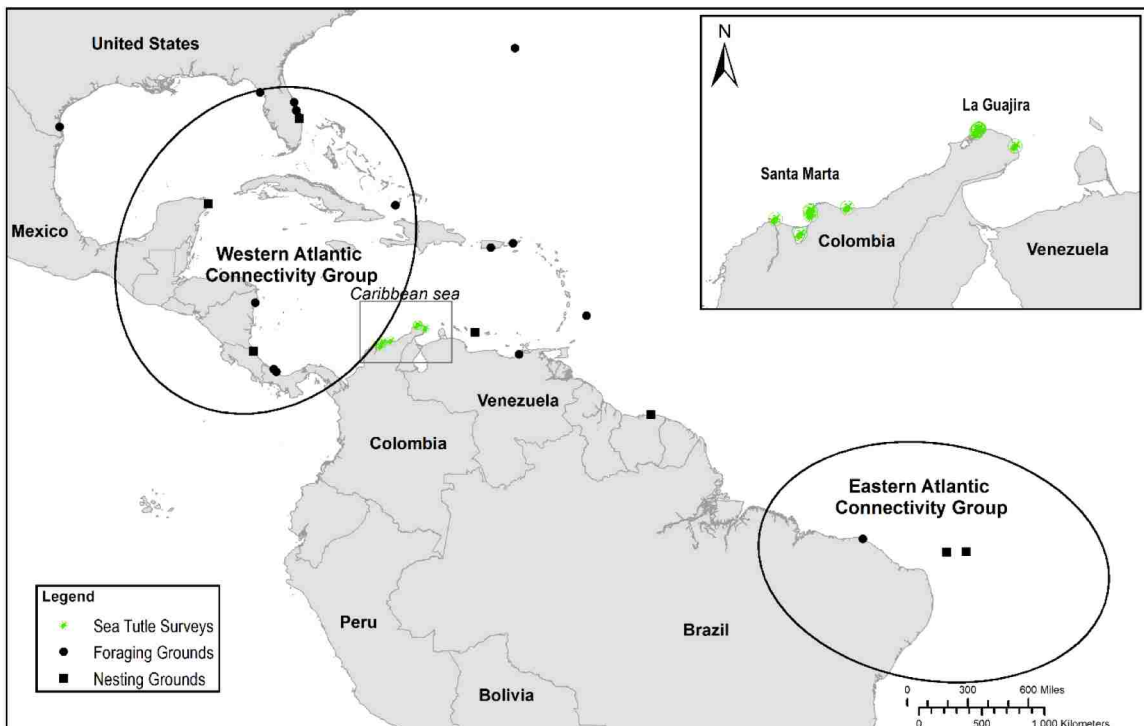 United States
Mexico
Western Atlantic
Connectivity Group
Caribbean sea
Venezuela
Colombia
Peru
Brazil
Bolivia
Eastern Atlantic
Connectivity Group
N
La Guajira
Santa Marta
Colombia
Venezuela
Legend
Sea Tutle Surveys
Foraging Grounds
Nesting Grounds
0 300 600 Miles
0 500 1.000 Kilometers